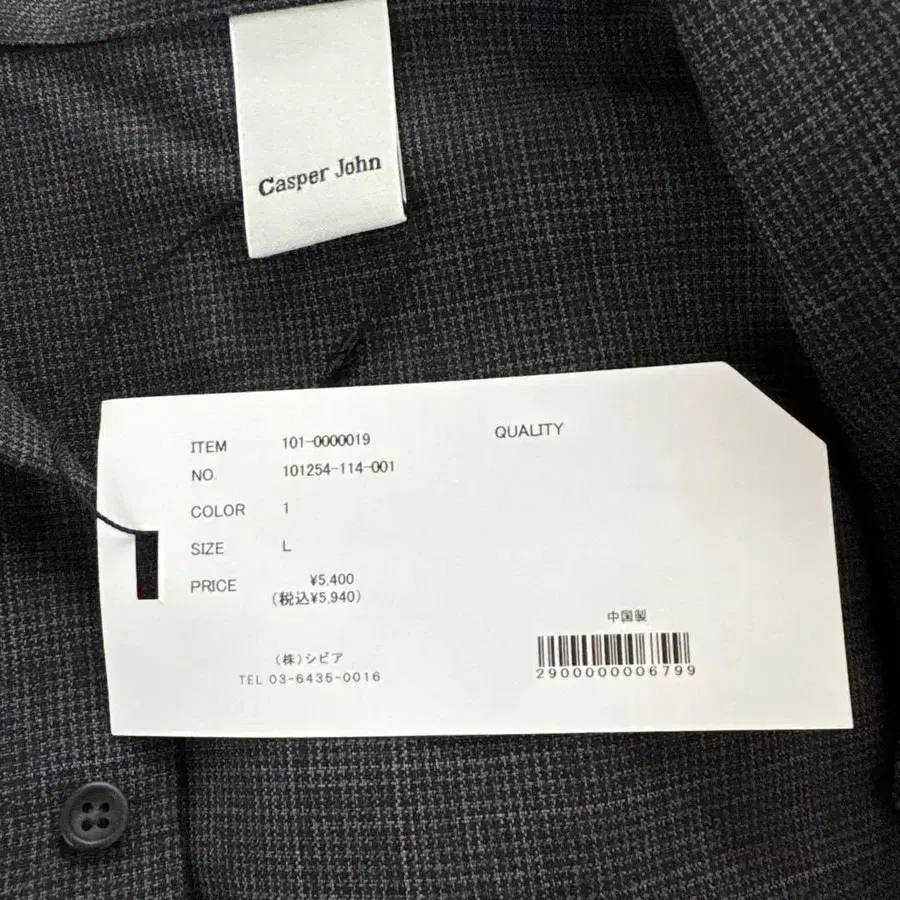 Casper John
ITEM 101-0000019
NO. 101254-114-001
COLOR 1
SIZE L
PRICE ¥5,400
(税込¥5,940)
(株)シビア
TEL 03-6435-0016
QUALITY
中国製
2900000006799